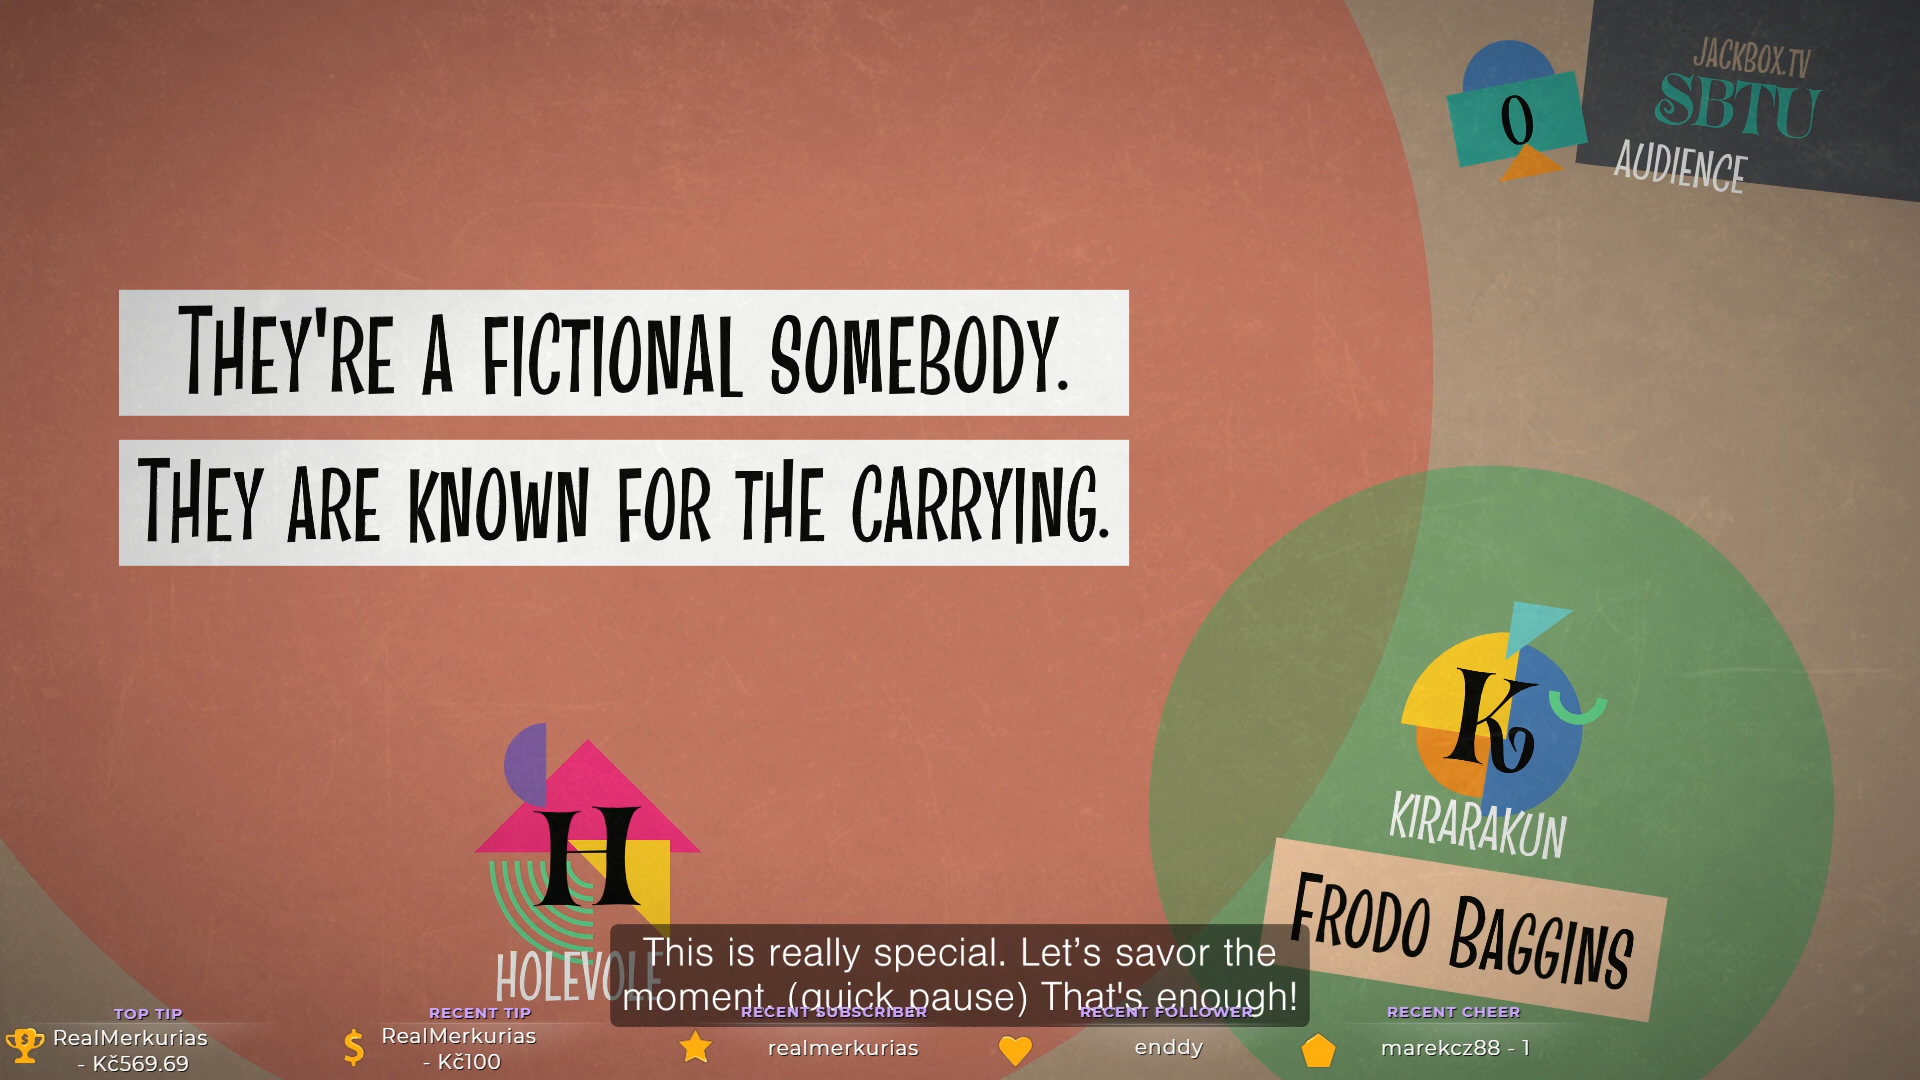 JACKBOX.TV
SBTU
0
AUDIENCE
THEY'RE A FICTIONAL SOMEBODY.
THEY ARE KNOWN FOR THE CARRYING.
K
KIRARAKUN
FRODO BAGGINS
H
HOLEVOLE
This is really special. Let’s savor the
moment. (quick pause) That's enough!
TOP TIP
RealMerkurias
- Kč569.69
RECENT TIP
RealMerkurias
- Kč100
RECENT SUBSCRIBER
realmerkurias
RECENT FOLLOWER
enddy
RECENT CHEER
marekcz88 - 1